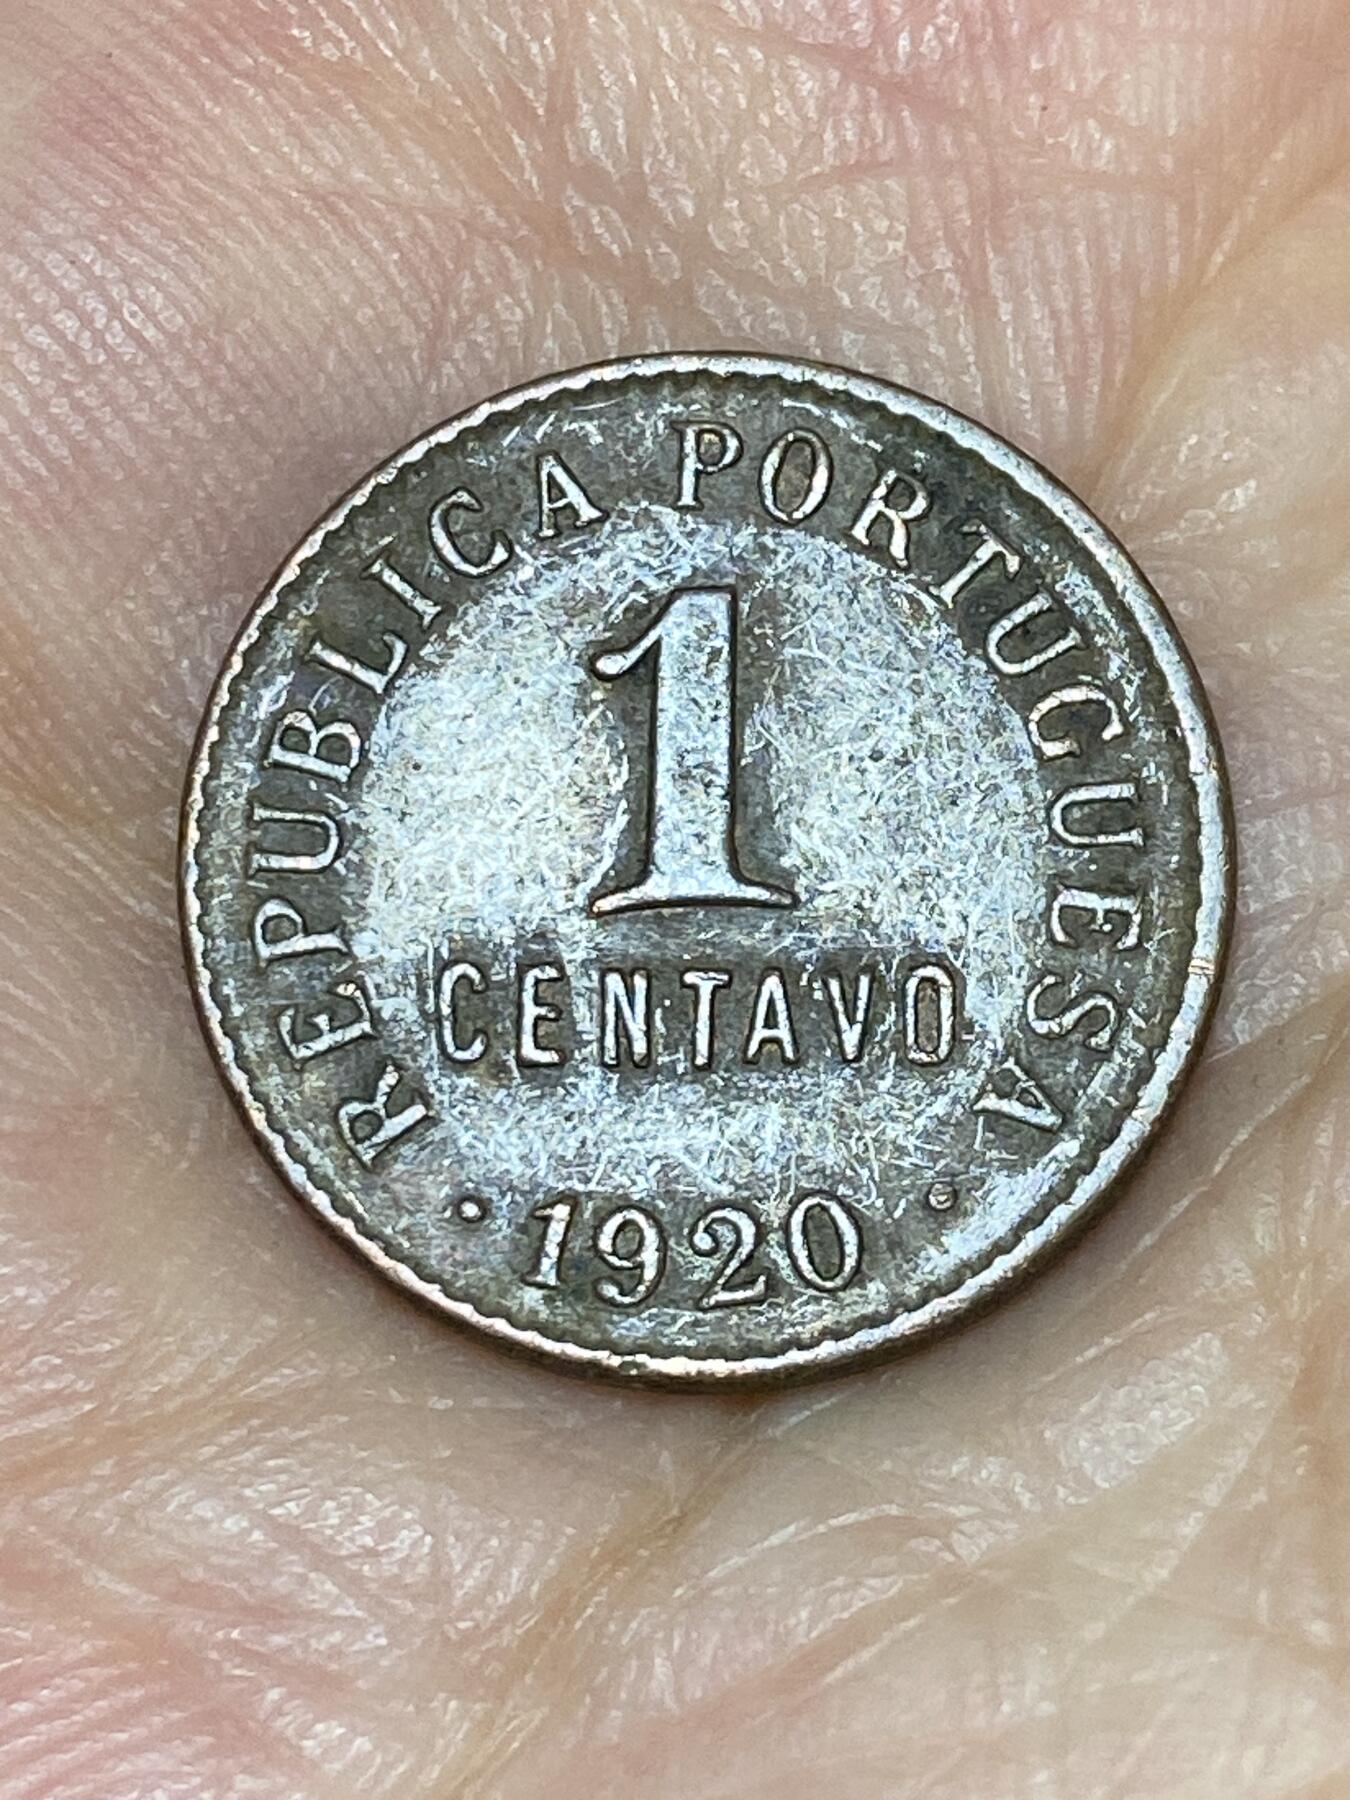 REPUBLICA PORTUGUESA
1
CENTAVO
· 1920 ·